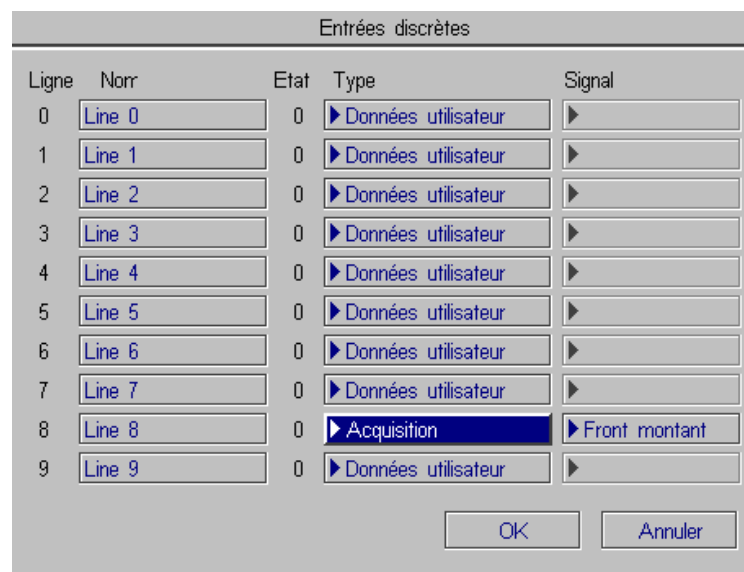 Entrées discrètes
Ligne Norr Etat Type Signal
0 Line 0 0 Données utilisateur
1 Line 1 0 Données utilisateur
2 Line 2 0 Données utilisateur
3 Line 3 0 Données utilisateur
4 Line 4 0 Données utilisateur
5 Line 5 0 Données utilisateur
6 Line 6 0 Données utilisateur
7 Line 7 0 Données utilisateur
8 Line 8 0 Acquisition Front montant
9 Line 9 0 Données utilisateur
OK Annuler